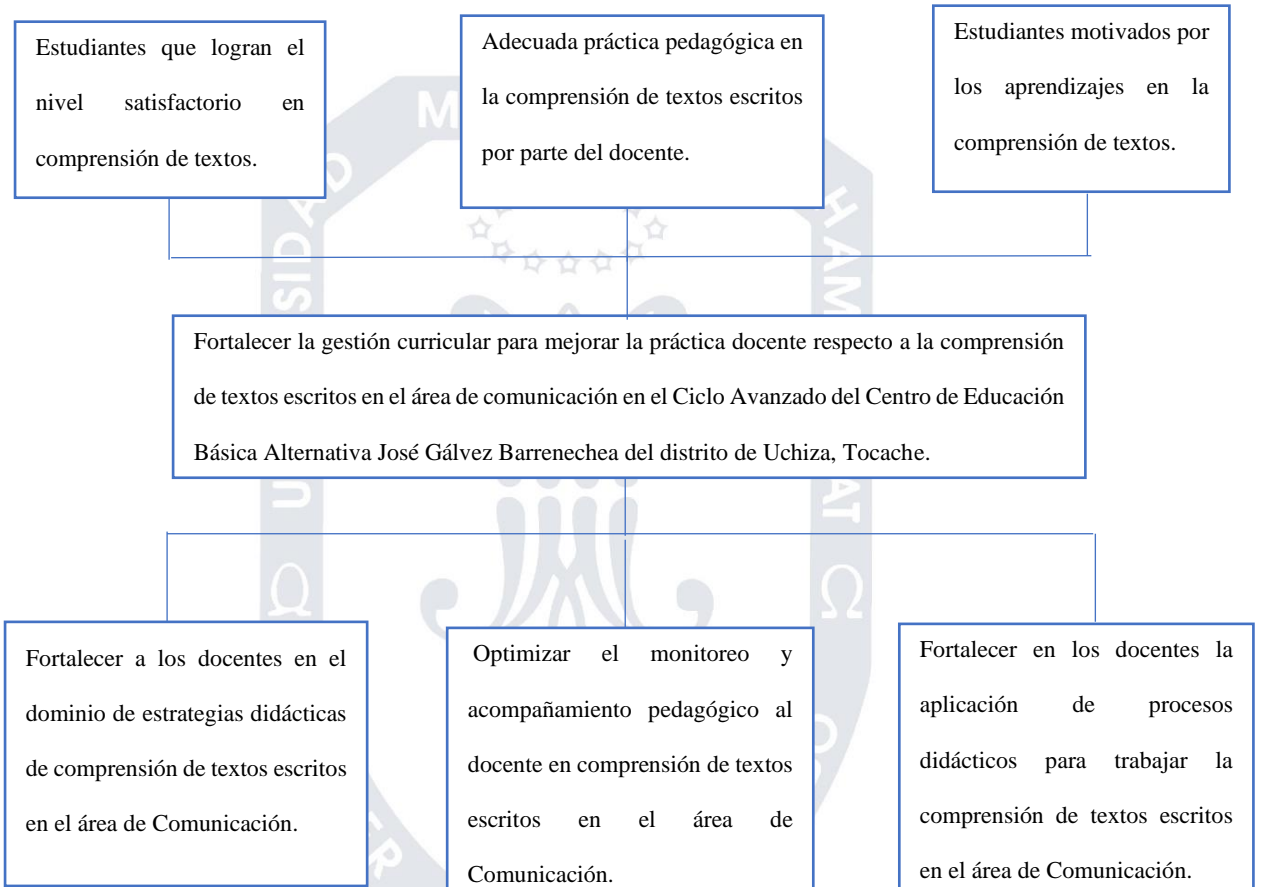 Estudiantes que logran el
nivel satisfactorio en
comprensión de textos.
Adecuada práctica pedagógica en
la comprensión de textos escritos
por parte del docente.
Estudiantes motivados por
los aprendizajes en la
comprensión de textos.
Fortalecer la gestión curricular para mejorar la práctica docente respecto a la comprensión
de textos escritos en el área de comunicación en el Ciclo Avanzado del Centro de Educación
Básica Alternativa José Gálvez Barrenechea del distrito de Uchiza, Tocache.
Fortalecer a los docentes en el
dominio de estrategias didácticas
de comprensión de textos escritos
en el área de Comunicación.
Optimizar el monitoreo y
acompañamiento pedagógico al
docente en comprensión de textos
escritos en el área de
Comunicación.
Fortalecer en los docentes la
aplicación de procesos
didácticos para trabajar la
comprensión de textos escritos
en el área de Comunicación.